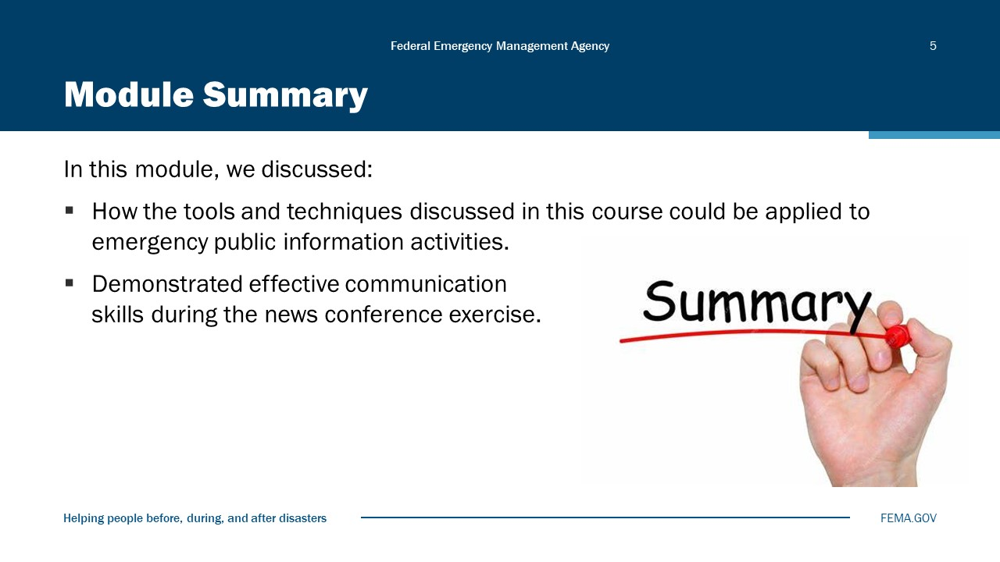 Federal Emergency Management Agency
5
Module Summary
In this module, we discussed:
▪ How the tools and techniques discussed in this course could be applied to
emergency public information activities.
▪ Demonstrated effective communication
skills during the news conference exercise.
Summary
Helping people before, during, and after disasters
FEMA.GOV